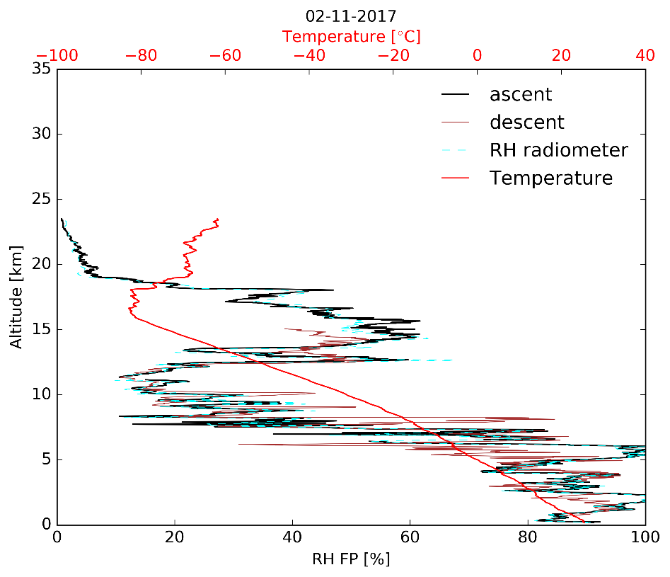 02-11-2017
Temperature [°C]
−100 −80 −60 −40 −20 0 20 40
35
30
25
20
15
10
5
0
Altitude [km]
ascent
descent
RH radiometer
Temperature
0 20 40 60 80 100
RH FP [%]